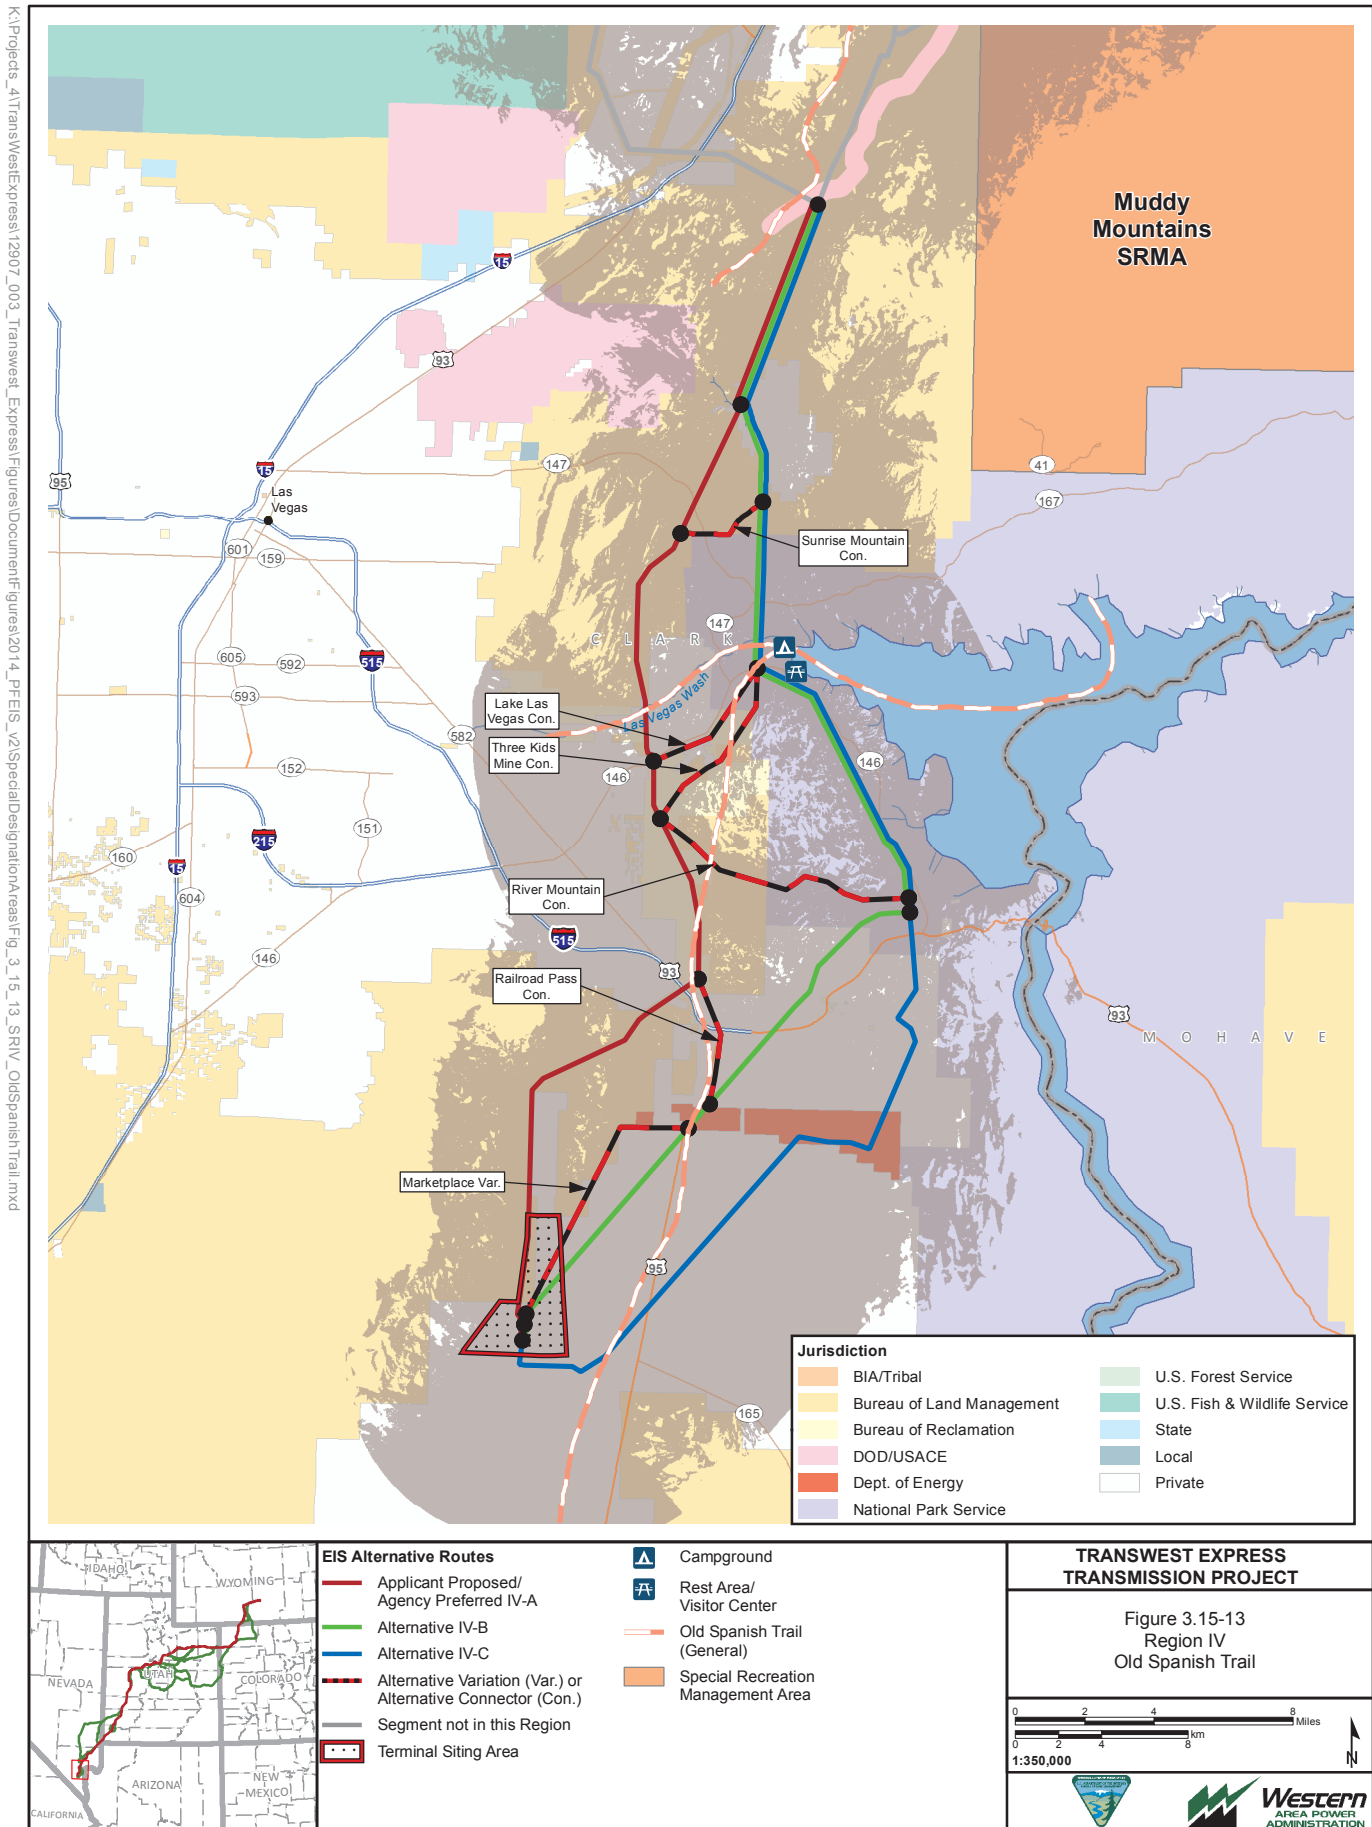 K:\Projects_4\TransWestExpress\12907_003_Transwest_Express\Figures\DocumentFigures\2014_PFEIS_v2\SpecialDesignationAreas\Fig_3_15_13_SRIV_OldSpanishTrail.mxd
Muddy
Mountains
SRMA
15
93
147
41
167
95
15
Las
Vegas
601
159
Sunrise Mountain
Con.
C L A R K
147
605
592
515
593
Las Vegas Wash
Lake Las
Vegas Con.
582
Three Kids
Mine Con.
146
146
152
151
215
160
15
604
River Mountain
Con.
515
146
93
Railroad Pass
Con.
93
M O H A V E
Marketplace Var.
95
165
Jurisdiction
BIA/Tribal
Bureau of Land Management
Bureau of Reclamation
DOD/USACE
Dept. of Energy
National Park Service
U.S. Forest Service
U.S. Fish & Wildlife Service
State
Local
Private
IDAHO
WYOMING
NEVADA
UTAH
COLORADO
ARIZONA
NEW
MEXICO
CALIFORNIA
EIS Alternative Routes
Applicant Proposed/
Agency Preferred IV-A
Alternative IV-B
Alternative IV-C
Alternative Variation (Var.) or
Alternative Connector (Con.)
Segment not in this Region
Terminal Siting Area
Campground
Rest Area/
Visitor Center
Old Spanish Trail
(General)
Special Recreation
Management Area
TRANSWEST EXPRESS
TRANSMISSION PROJECT
Figure 3.15-13
Region IV
Old Spanish Trail
0 2 4 8
Miles
km
0 2 4 8
1:350,000
N
Western
AREA POWER
ADMINISTRATION